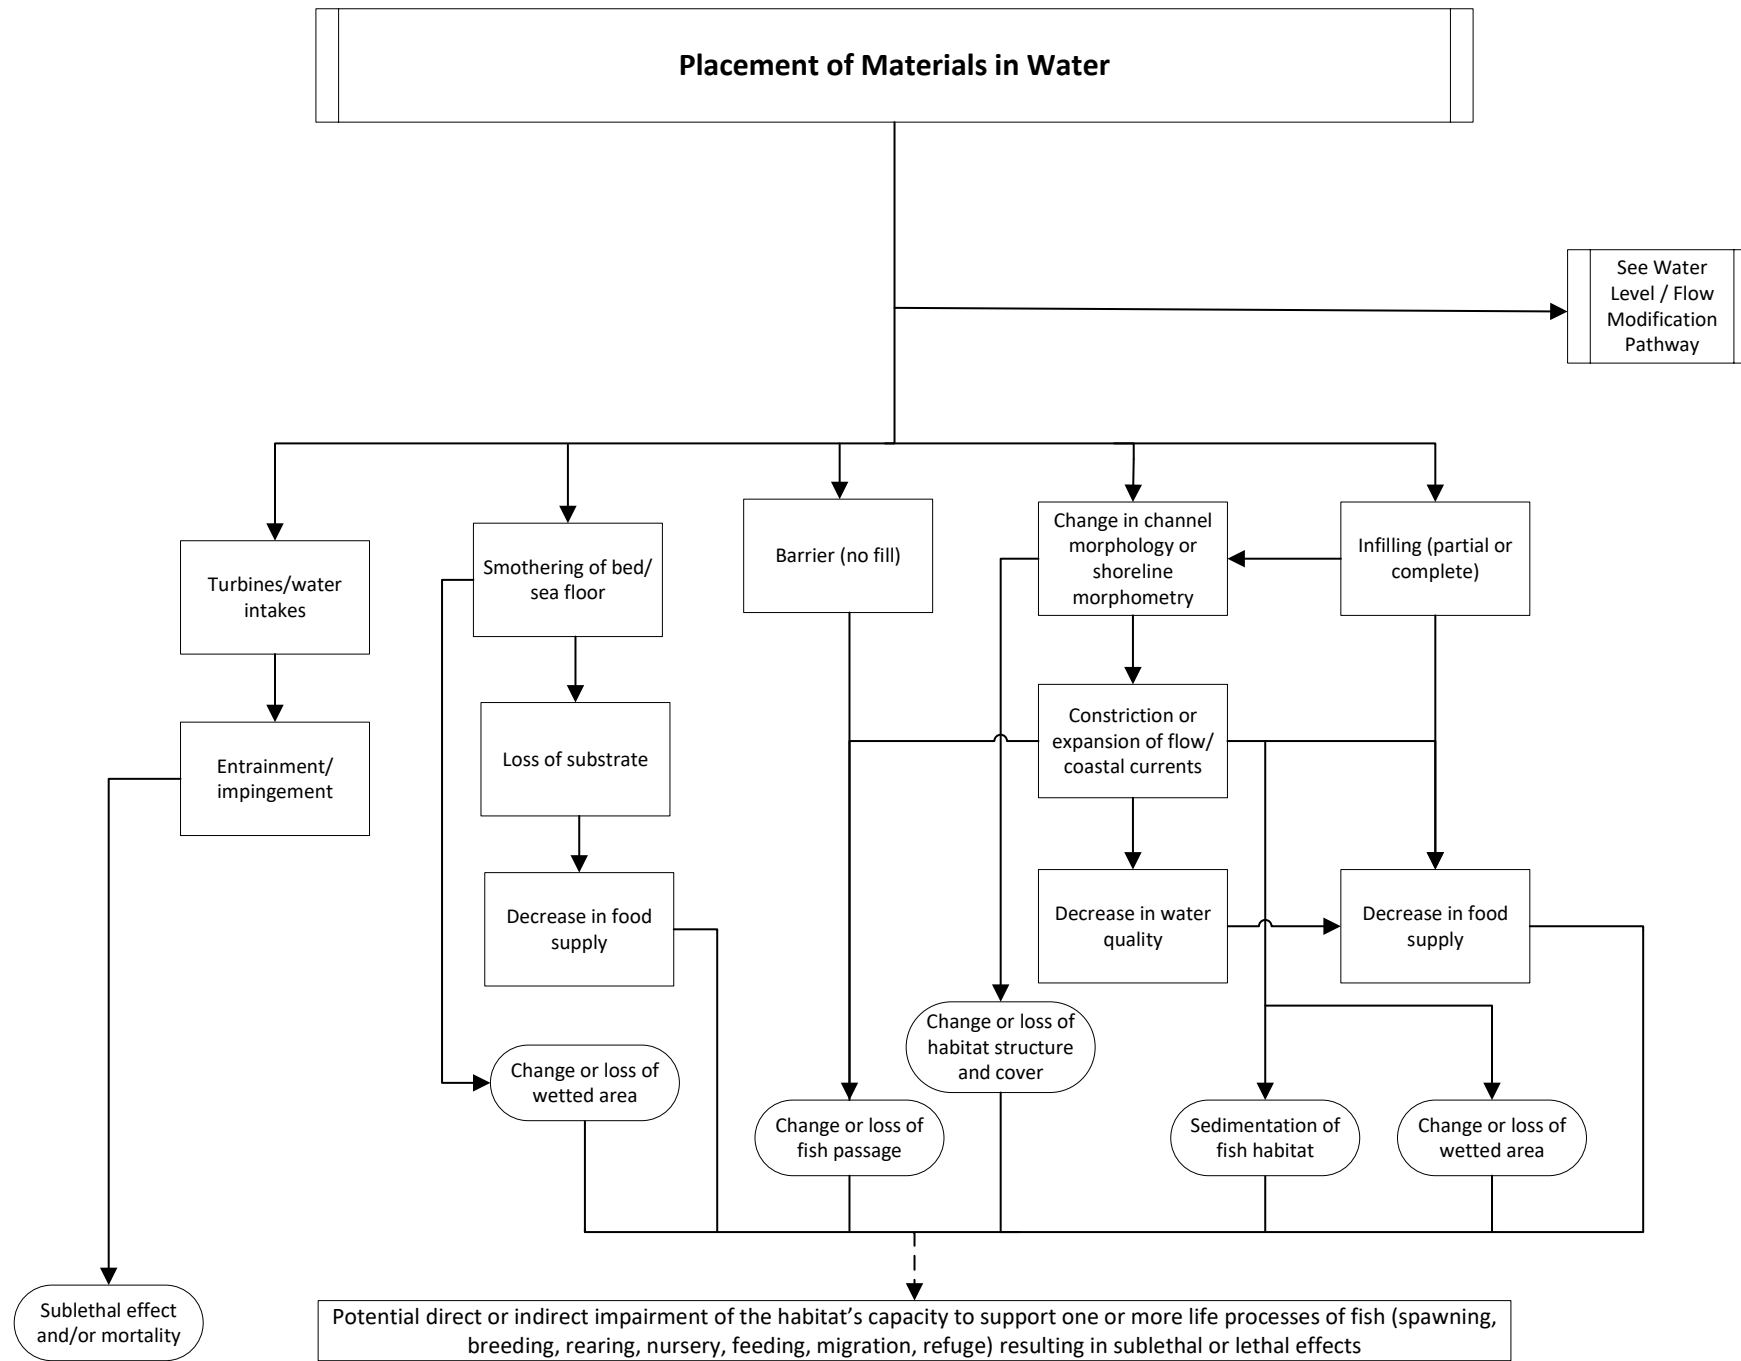 Placement of Materials in Water
See Water
Level / Flow
Modification
Pathway
Turbines/water
intakes
Smothering of bed/
sea floor
Barrier (no fill)
Change in channel
morphology or
shoreline
morphometry
Infilling (partial or
complete)
Entrainment/
impingement
Loss of substrate
Constriction or
expansion of flow/
coastal currents
Decrease in food
supply
Decrease in water
quality
Decrease in food
supply
Change or loss of
wetted area
Change or loss of
fish passage
Change or loss of
habitat structure
and cover
Sedimentation of
fish habitat
Change or loss of
wetted area
Sublethal effect
and/or mortality
Potential direct or indirect impairment of the habitat’s capacity to support one or more life processes of fish (spawning,
breeding, rearing, nursery, feeding, migration, refuge) resulting in sublethal or lethal effects